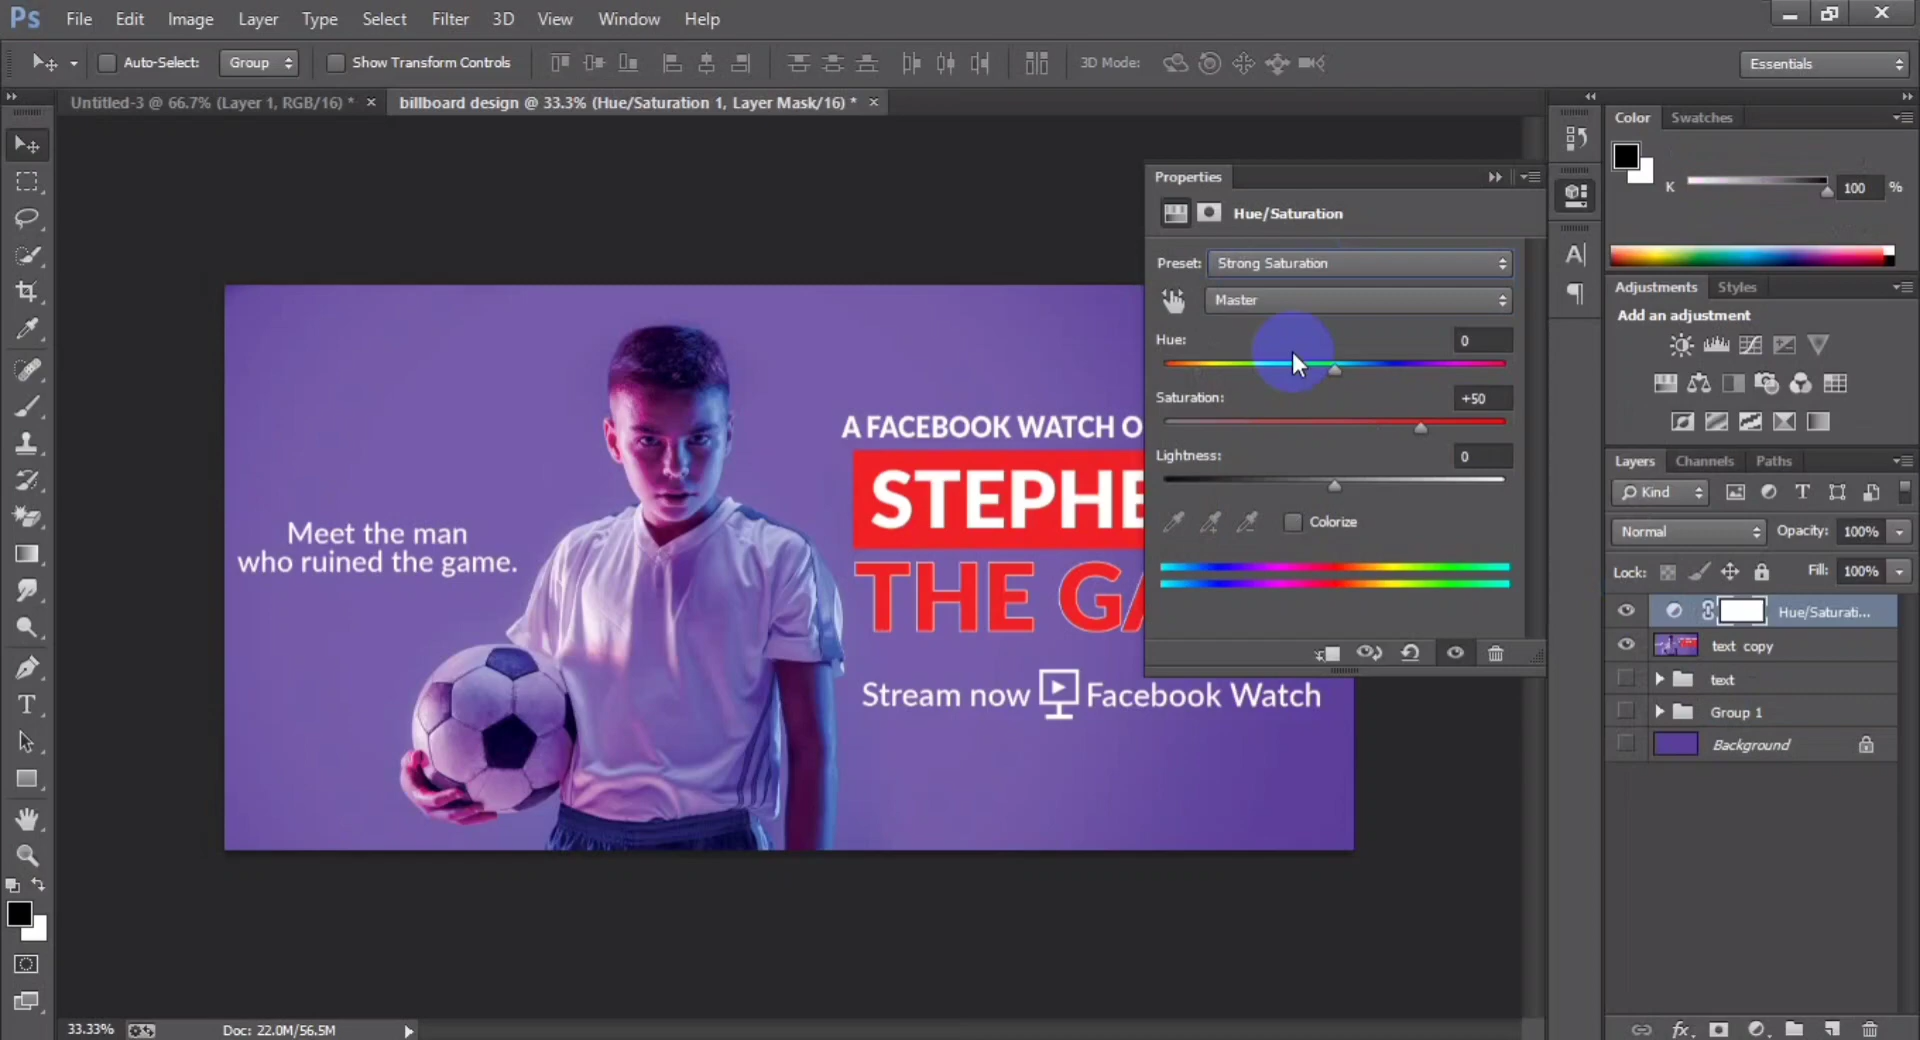 Ps File Edit Image Layer Type Select Filter 3D View Window Help
Auto-Select: Group Show Transform Controls 3D Mode: Essentials
Untitled-3 @ 66.7% (Layer 1, RGB/16) * × billboard design @ 33.3% (Hue/Saturation 1, Layer Mask/16) * ×
Color Swatches
K 100 %
Properties
Hue/Saturation
Preset: Strong Saturation
Master
Hue: 0
Saturation: +50
Lightness: 0
Colorize
Adjustments Styles
Add an adjustment
Layers Channels Paths
Kind
Normal Opacity: 100%
Lock: Fill: 100%
Hue/Saturati...
text copy
text
Group 1
Background
Meet the man
who ruined the game.
A FACEBOOK WATCH O
STEPHE
THE GA
Stream now Facebook Watch
33.33% Doc: 22.0M/56.5M